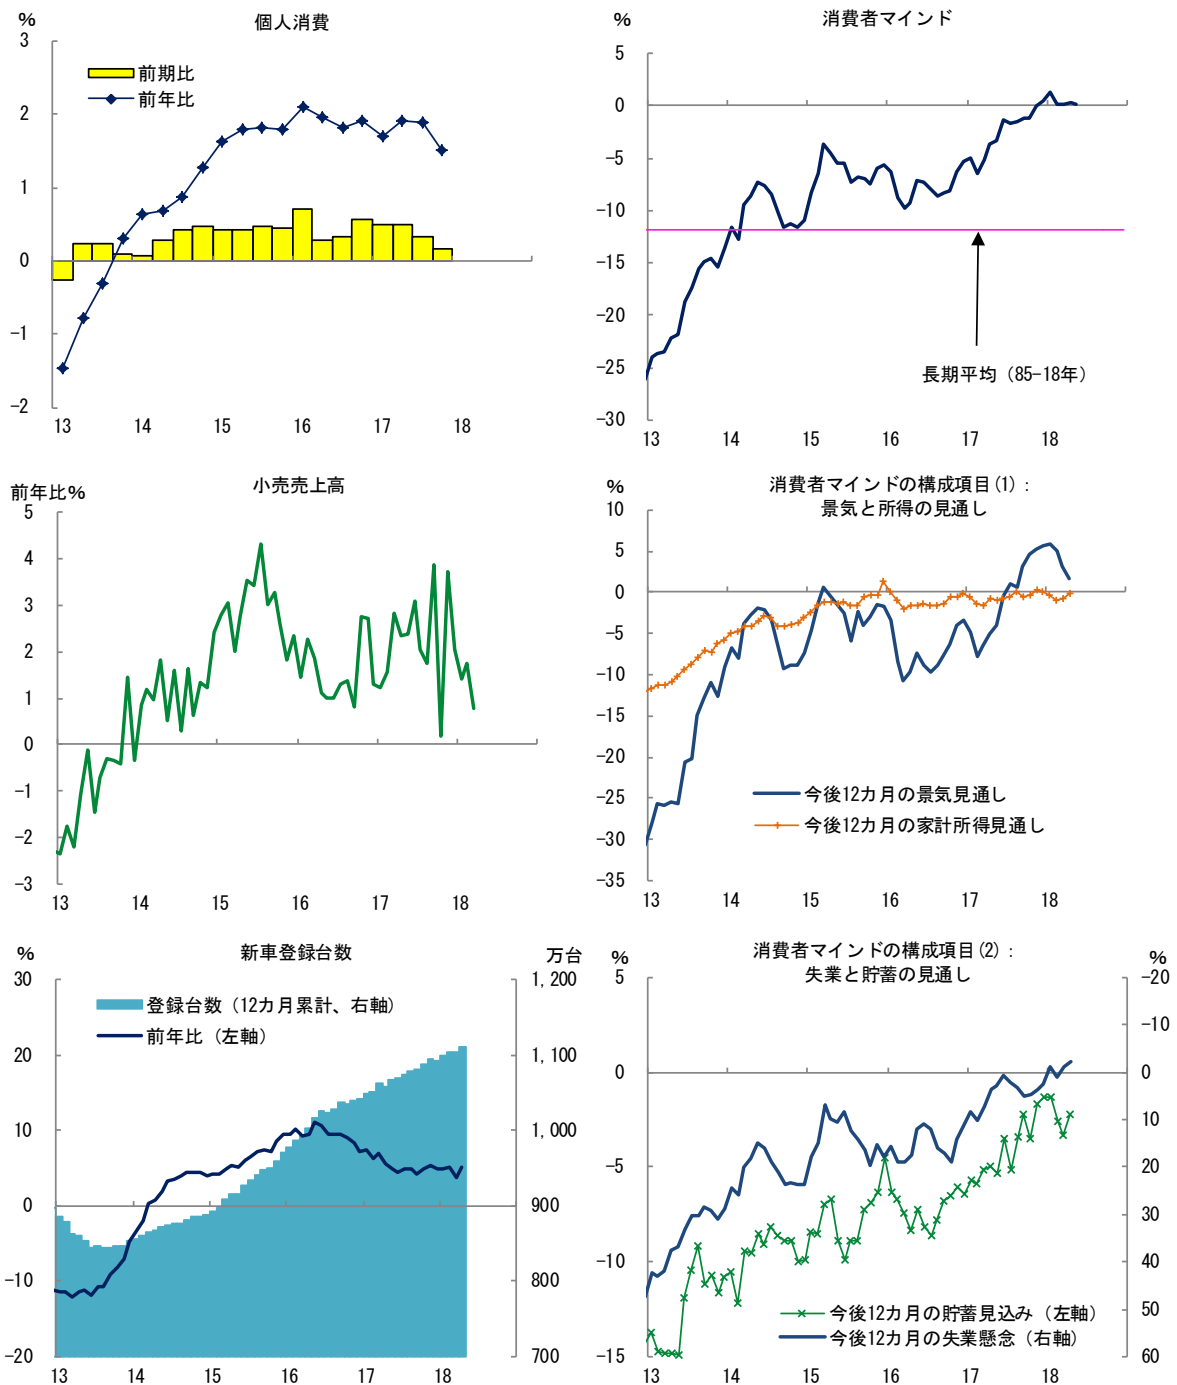 個人消費
%
3
2
1
0
-1
-2
前期比
前年比
13 14 15 16 17 18
消費者マインド
%
5
0
-5
-10
-15
-20
-25
-30
長期平均（85-18年）
13 14 15 16 17 18
小売売上高
前年比%
5
4
3
2
1
0
-1
-2
-3
13 14 15 16 17 18
消費者マインドの構成項目(1)：
景気と所得の見通し
%
10
5
0
-5
-10
-15
-20
-25
-30
-35
今後12カ月の景気見通し
今後12カ月の家計所得見通し
13 14 15 16 17 18
新車登録台数
%
万台
30
20
10
0
-10
-20
1,200
1,100
1,000
900
800
700
登録台数（12カ月累計、右軸）
前年比（左軸）
13 14 15 16 17 18
消費者マインドの構成項目(2)：
失業と貯蓄の見通し
%
%
5
0
-5
-10
-15
-20
-10
0
10
20
30
40
50
60
今後12カ月の貯蓄見込み（左軸）
今後12カ月の失業懸念（右軸）
13 14 15 16 17 18